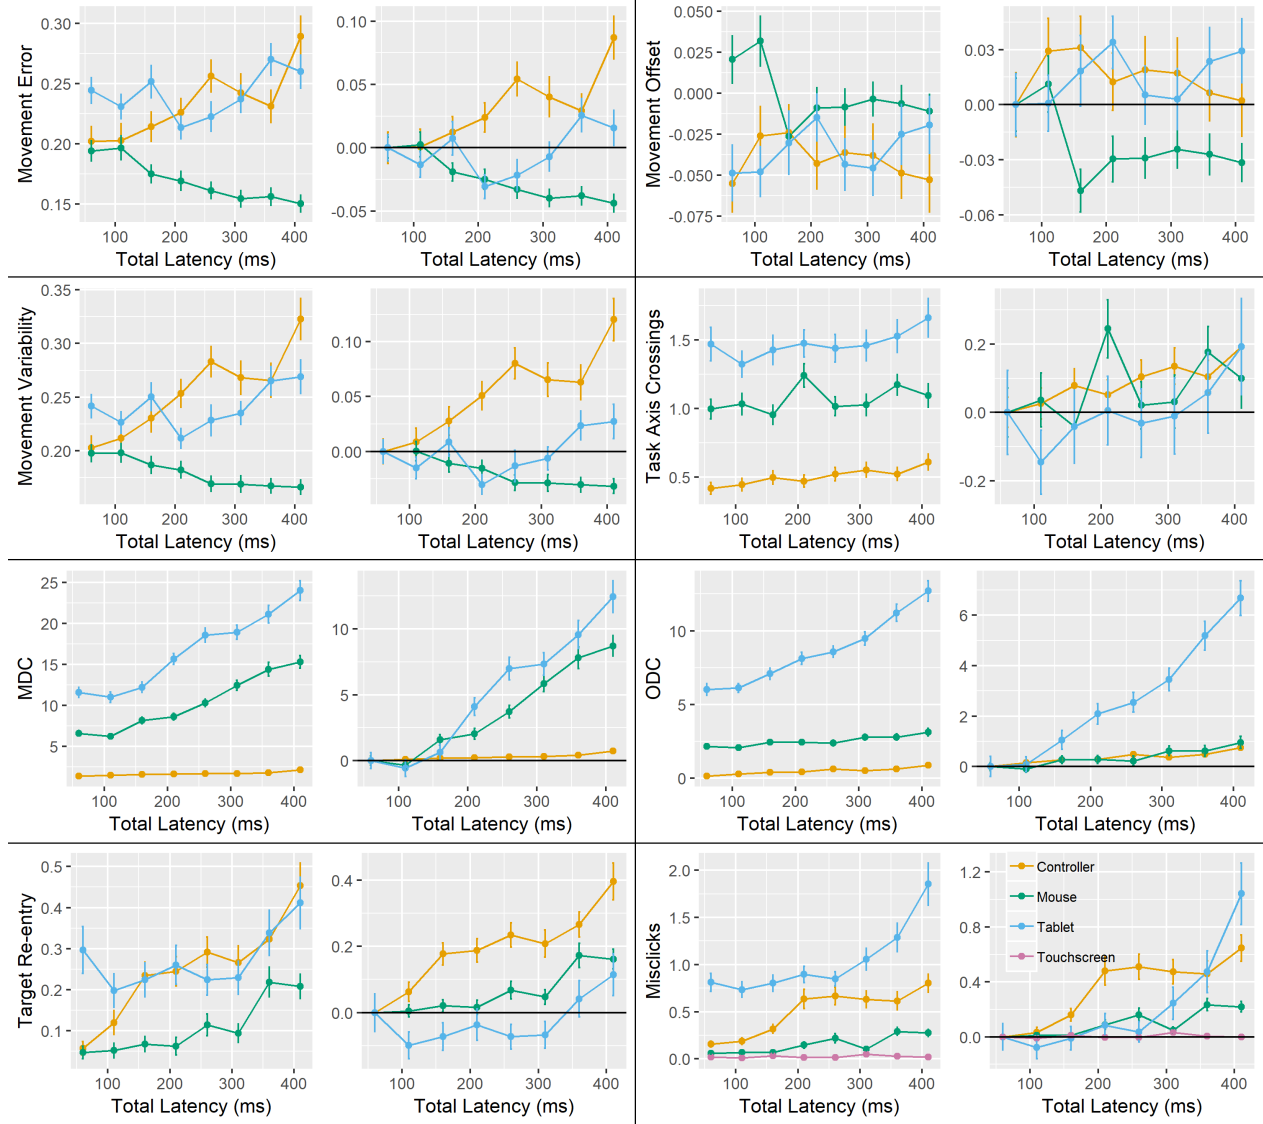 Movement Error
0.30
0.25
0.20
0.15
100 200 300 400
Total Latency (ms)
0.10
0.05
0.00
-0.05
100 200 300 400
Total Latency (ms)
Movement Offset
0.050
0.025
0.000
-0.025
-0.050
-0.075
100 200 300 400
Total Latency (ms)
0.03
0.00
-0.03
-0.06
100 200 300 400
Total Latency (ms)
Movement Variability
0.35
0.30
0.25
0.20
100 200 300 400
Total Latency (ms)
0.10
0.05
0.00
100 200 300 400
Total Latency (ms)
Task Axis Crossings
1.5
1.0
0.5
100 200 300 400
Total Latency (ms)
0.2
0.0
-0.2
100 200 300 400
Total Latency (ms)
MDC
25
20
15
10
5
100 200 300 400
Total Latency (ms)
10
5
0
100 200 300 400
Total Latency (ms)
ODC
10
5
0
100 200 300 400
Total Latency (ms)
6
4
2
0
100 200 300 400
Total Latency (ms)
Target Re-entry
0.5
0.4
0.3
0.2
0.1
100 200 300 400
Total Latency (ms)
0.4
0.2
0.0
100 200 300 400
Total Latency (ms)
Misclicks
2.0
1.5
1.0
0.5
0.0
100 200 300 400
Total Latency (ms)
1.2
0.8
0.4
0.0
Controller
Mouse
Tablet
Touchscreen
100 200 300 400
Total Latency (ms)